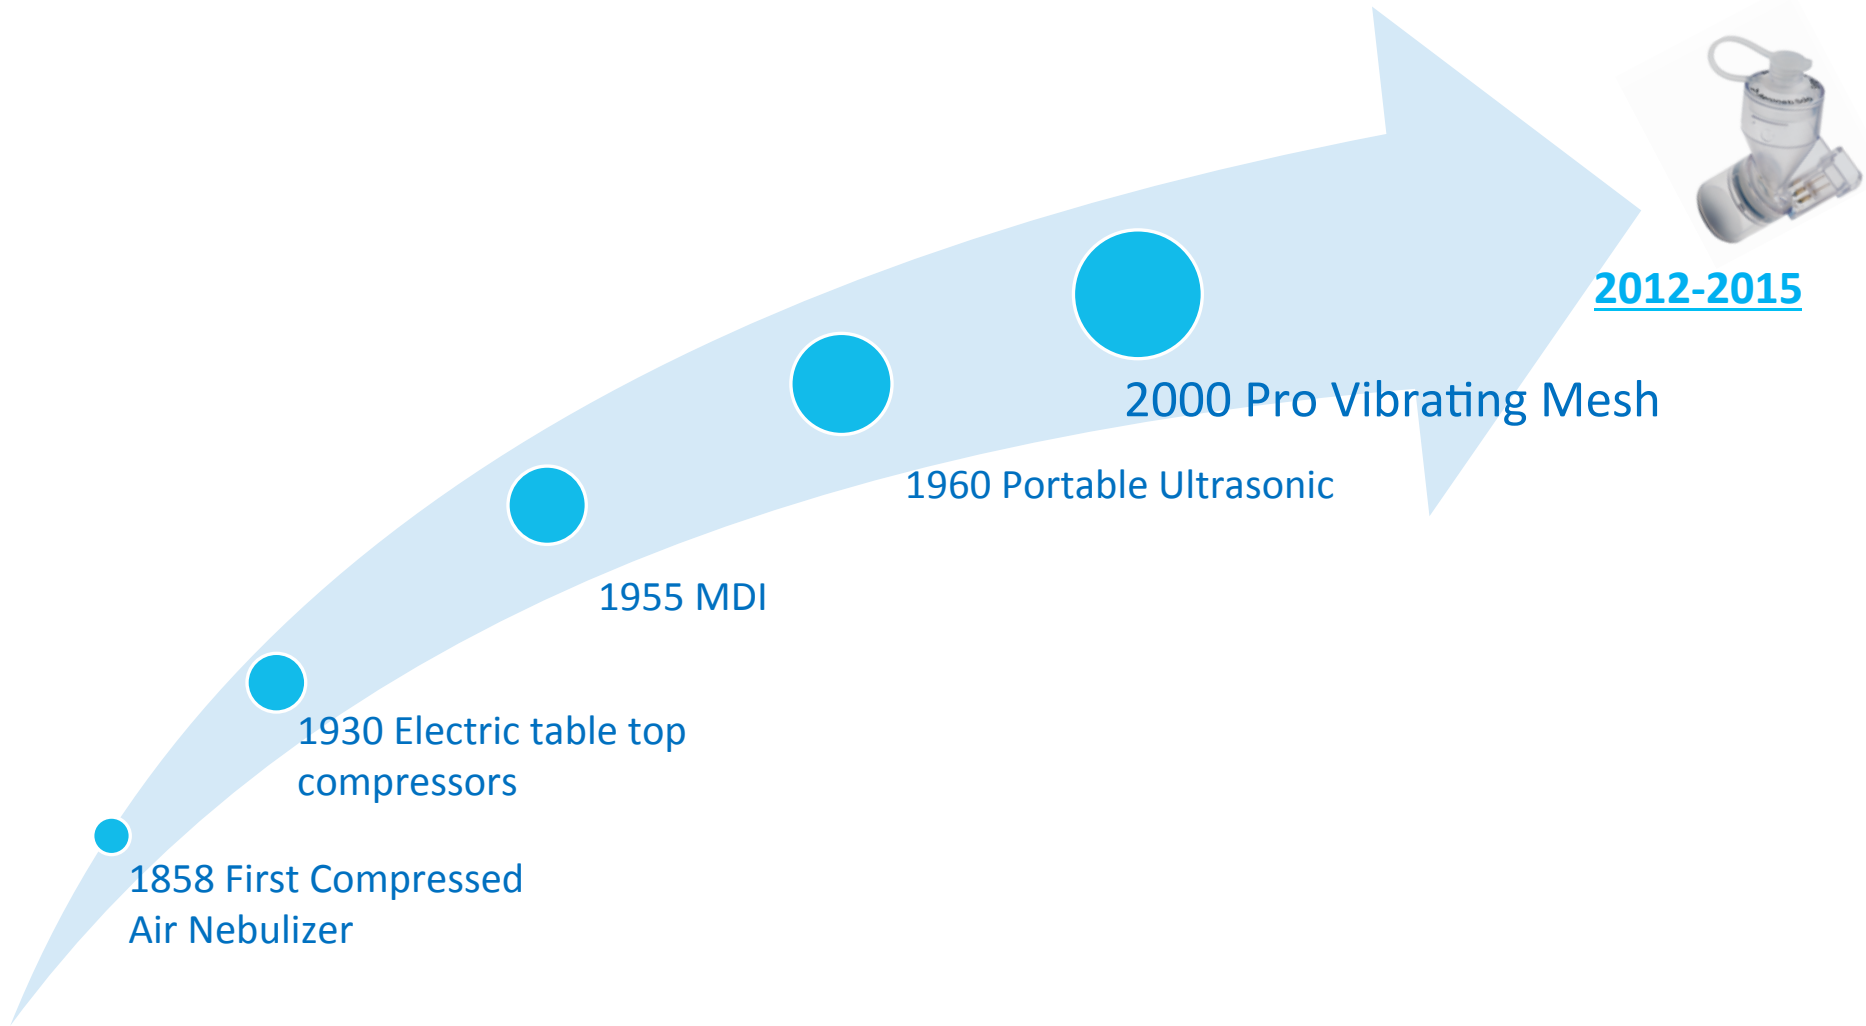 2012-2015
2000 Pro Vibrating Mesh
1960 Portable Ultrasonic
1955 MDI
1930 Electric table top
compressors
1858 First Compressed
Air Nebulizer